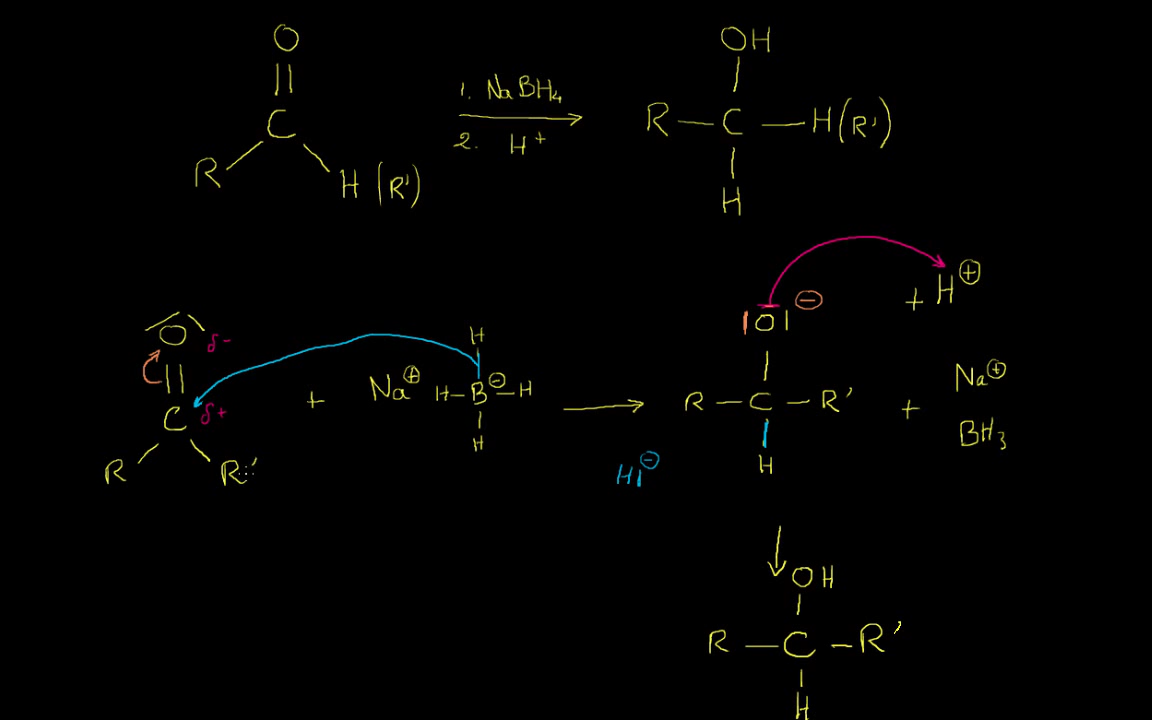 O
OH
1. NaBH4
C
R — C — H (R')
2. H+
R
H (R')
H
H⊕
+
⊖
|O|
H
O
δ-
Na⊕
Na⊕
H-B⊖-H
C
δ+
+
R — C — R'
+
BH3
H
R
R'
H|⊖
H
OH
R — C — R'
H